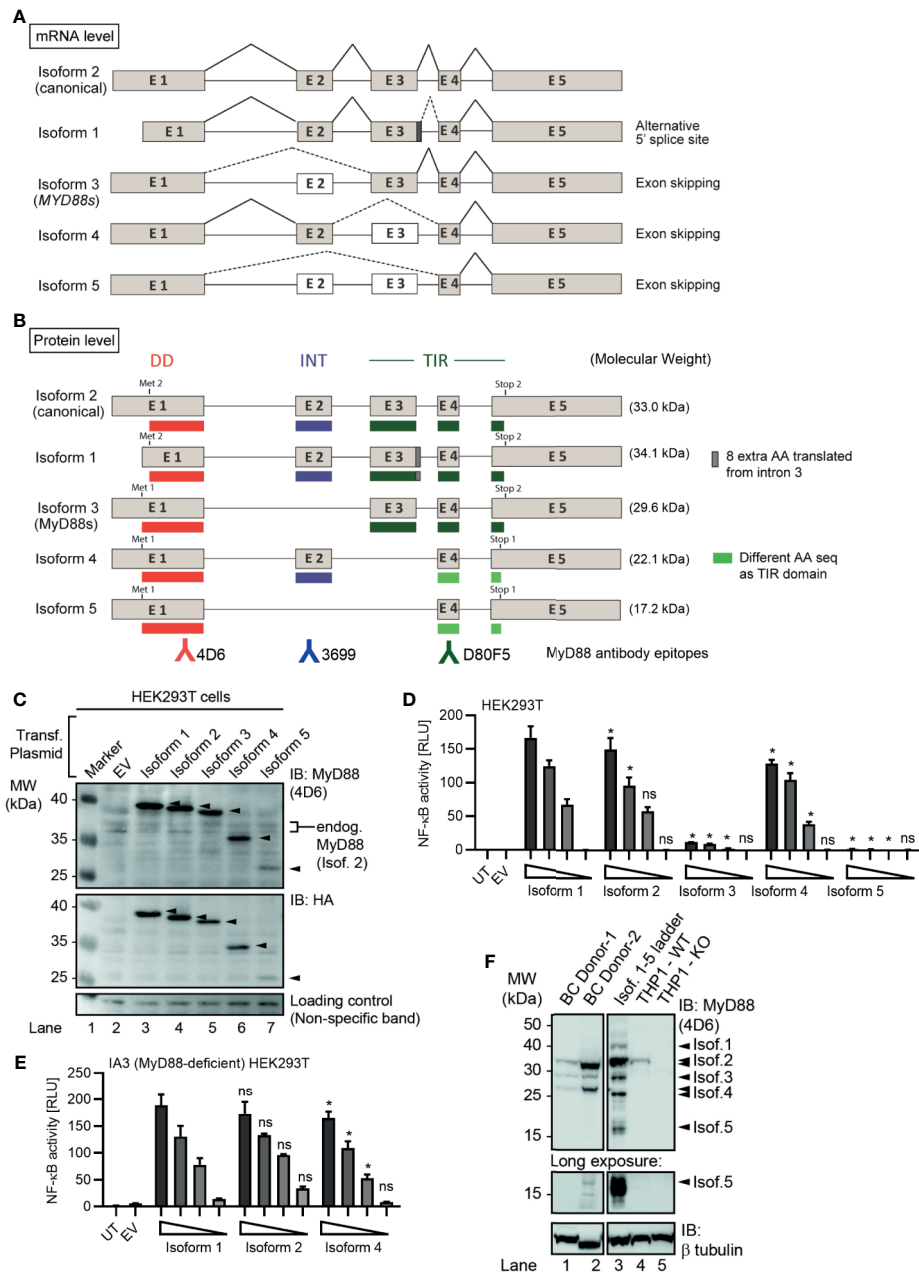 A
mRNA level
Isoform 2
(canonical)
E 1
E 2
E 3
E 4
E 5
Isoform 1
E 1
E 2
E 3
E 4
E 5
Alternative
5' splice site
Isoform 3
(MYD88s)
E 1
E 2
E 3
E 4
E 5
Exon skipping
Isoform 4
E 1
E 2
E 3
E 4
E 5
Exon skipping
Isoform 5
E 1
E 2
E 3
E 4
E 5
Exon skipping
B
Protein level
DD
INT
TIR
(Molecular Weight)
Isoform 2
(canonical)
Met 2
E 1
E 2
E 3
E 4
Stop 2
E 5
(33.0 kDa)
Isoform 1
Met 2
E 1
E 2
E 3
E 4
Stop 2
E 5
(34.1 kDa)
8 extra AA translated
from intron 3
Isoform 3
(MyD88s)
Met 1
E 1
E 3
E 4
Stop 2
E 5
(29.6 kDa)
Isoform 4
Met 1
E 1
E 2
E 4
Stop 1
E 5
(22.1 kDa)
Different AA seq
as TIR domain
Isoform 5
Met 1
E 1
E 4
Stop 1
E 5
(17.2 kDa)
4D6
3699
D80F5
MyD88 antibody epitopes
C
HEK293T cells
Transf.
Plasmid
Marker
EV
Isoform 1
Isoform 2
Isoform 3
Isoform 4
Isoform 5
MW
(kDa)
40
35
25
IB: MyD88
(4D6)
endog.
MyD88
(Isof. 2)
40
35
25
IB: HA
Loading control
(Non-specific band)
Lane 1 2 3 4 5 6 7
D
HEK293T
NF-κB activity [RLU]
200
150
100
50
0
* * ns
* * * ns
* * * ns
* * * ns
UT
EV
Isoform 1
Isoform 2
Isoform 3
Isoform 4
Isoform 5
E
IA3 (MyD88-deficient) HEK293T
NF-κB activity [RLU]
250
200
150
100
50
0
ns ns ns ns
* * * ns
UT
EV
Isoform 1
Isoform 2
Isoform 4
F
BC Donor-1
BC Donor-2
Isof. 1-5 ladder
THP1 - WT
THP1 - KO
MW
(kDa)
50
40
30
25
15
IB: MyD88
(4D6)
Isof.1
Isof.2
Isof.3
Isof.4
Isof.5
Long exposure:
15
Isof.5
IB:
β tubulin
Lane 1 2 3 4 5